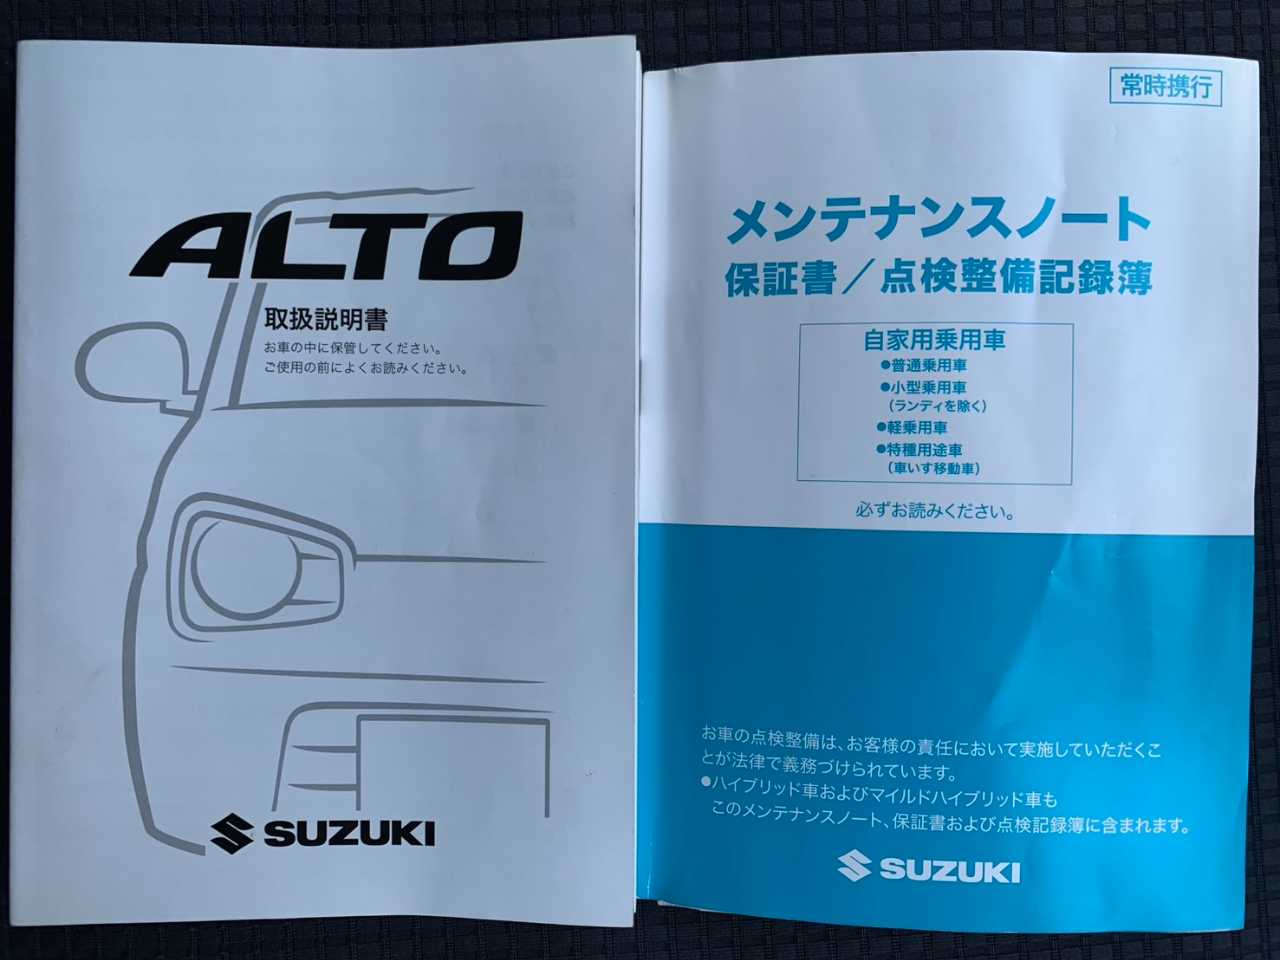 ALTO
取扱説明書
お車の中に保管してください。
ご使用の前によくお読みください。
SUZUKI
常時携行
メンテナンスノート
保証書／点検整備記録簿
自家用乗用車
●普通乗用車
●小型乗用車
（ランディを除く）
●軽乗用車
●特種用途車
（車いす移動車）
必ずお読みください。
お車の点検整備は、お客様の責任において実施していただくこ
とが法律で義務づけられています。
●ハイブリッド車およびマイルドハイブリッド車も
このメンテナンスノート、保証書および点検記録簿に含まれます。
SUZUKI